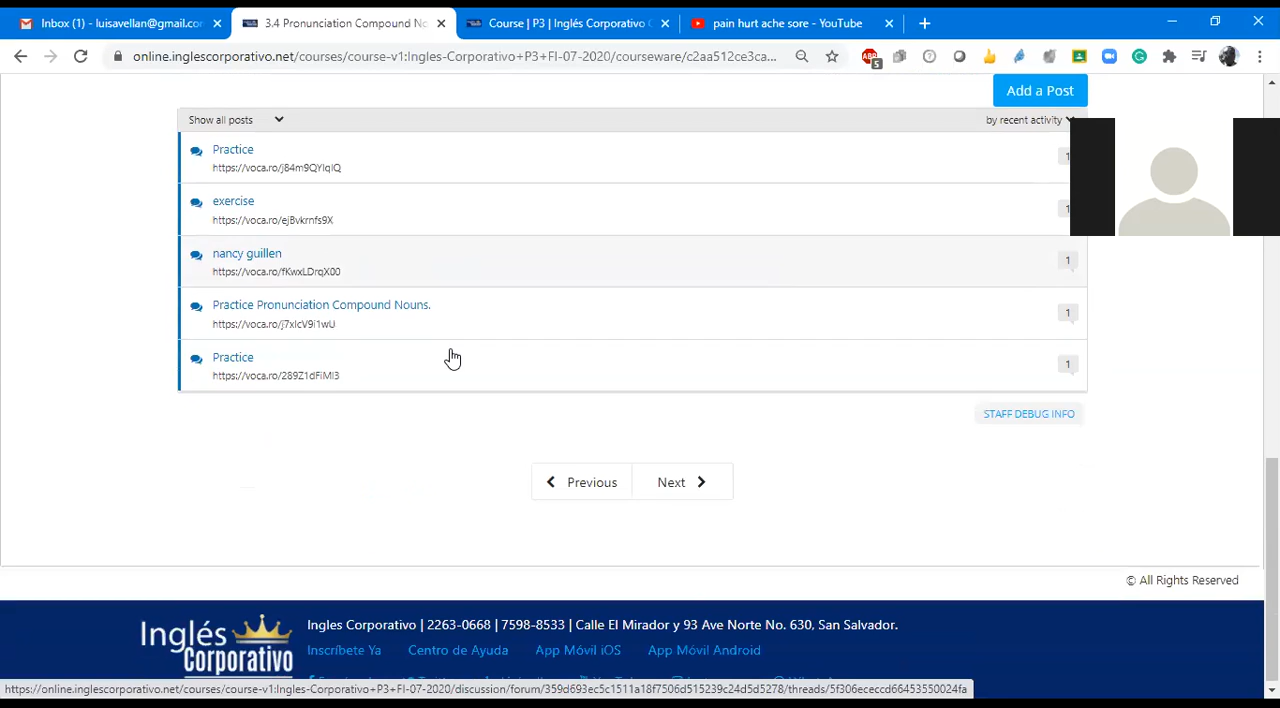 Inbox (1) - luisavellan@gmail.cor
3.4 Pronunciation Compound No
Course | P3 | Inglés Corporativo C
pain hurt ache sore - YouTube
online.inglescorporativo.net/courses/course-v1:Ingles-Corporativo+P3+FI-07-2020/courseware/c2aa512ce3ca...
ABP
5
Add a Post
Show all posts
by recent activity
Practice
1
https://voca.ro/j84m9QYlqlQ
exercise
1
https://voca.ro/ejBvkrnfs9X
nancy guillen
1
https://voca.ro/fKwxLDrqX00
Practice Pronunciation Compound Nouns.
1
https://voca.ro/j7xlcV9i1wU
Practice
1
https://voca.ro/289Z1dFiMl3
STAFF DEBUG INFO
Previous
Next
© All Rights Reserved
Inglés Corporativo
Ingles Corporativo | 2263-0668 | 7598-8533 | Calle El Mirador y 93 Ave Norte No. 630, San Salvador.
Inscríbete Ya
Centro de Ayuda
App Móvil iOS
App Móvil Android
https://online.inglescorporativo.net/courses/course-v1:Ingles-Corporativo+P3+FI-07-2020/discussion/forum/359d693ec5c1511a18f7506d515239c24d5d5278/threads/5f306ececcd66453550024fa